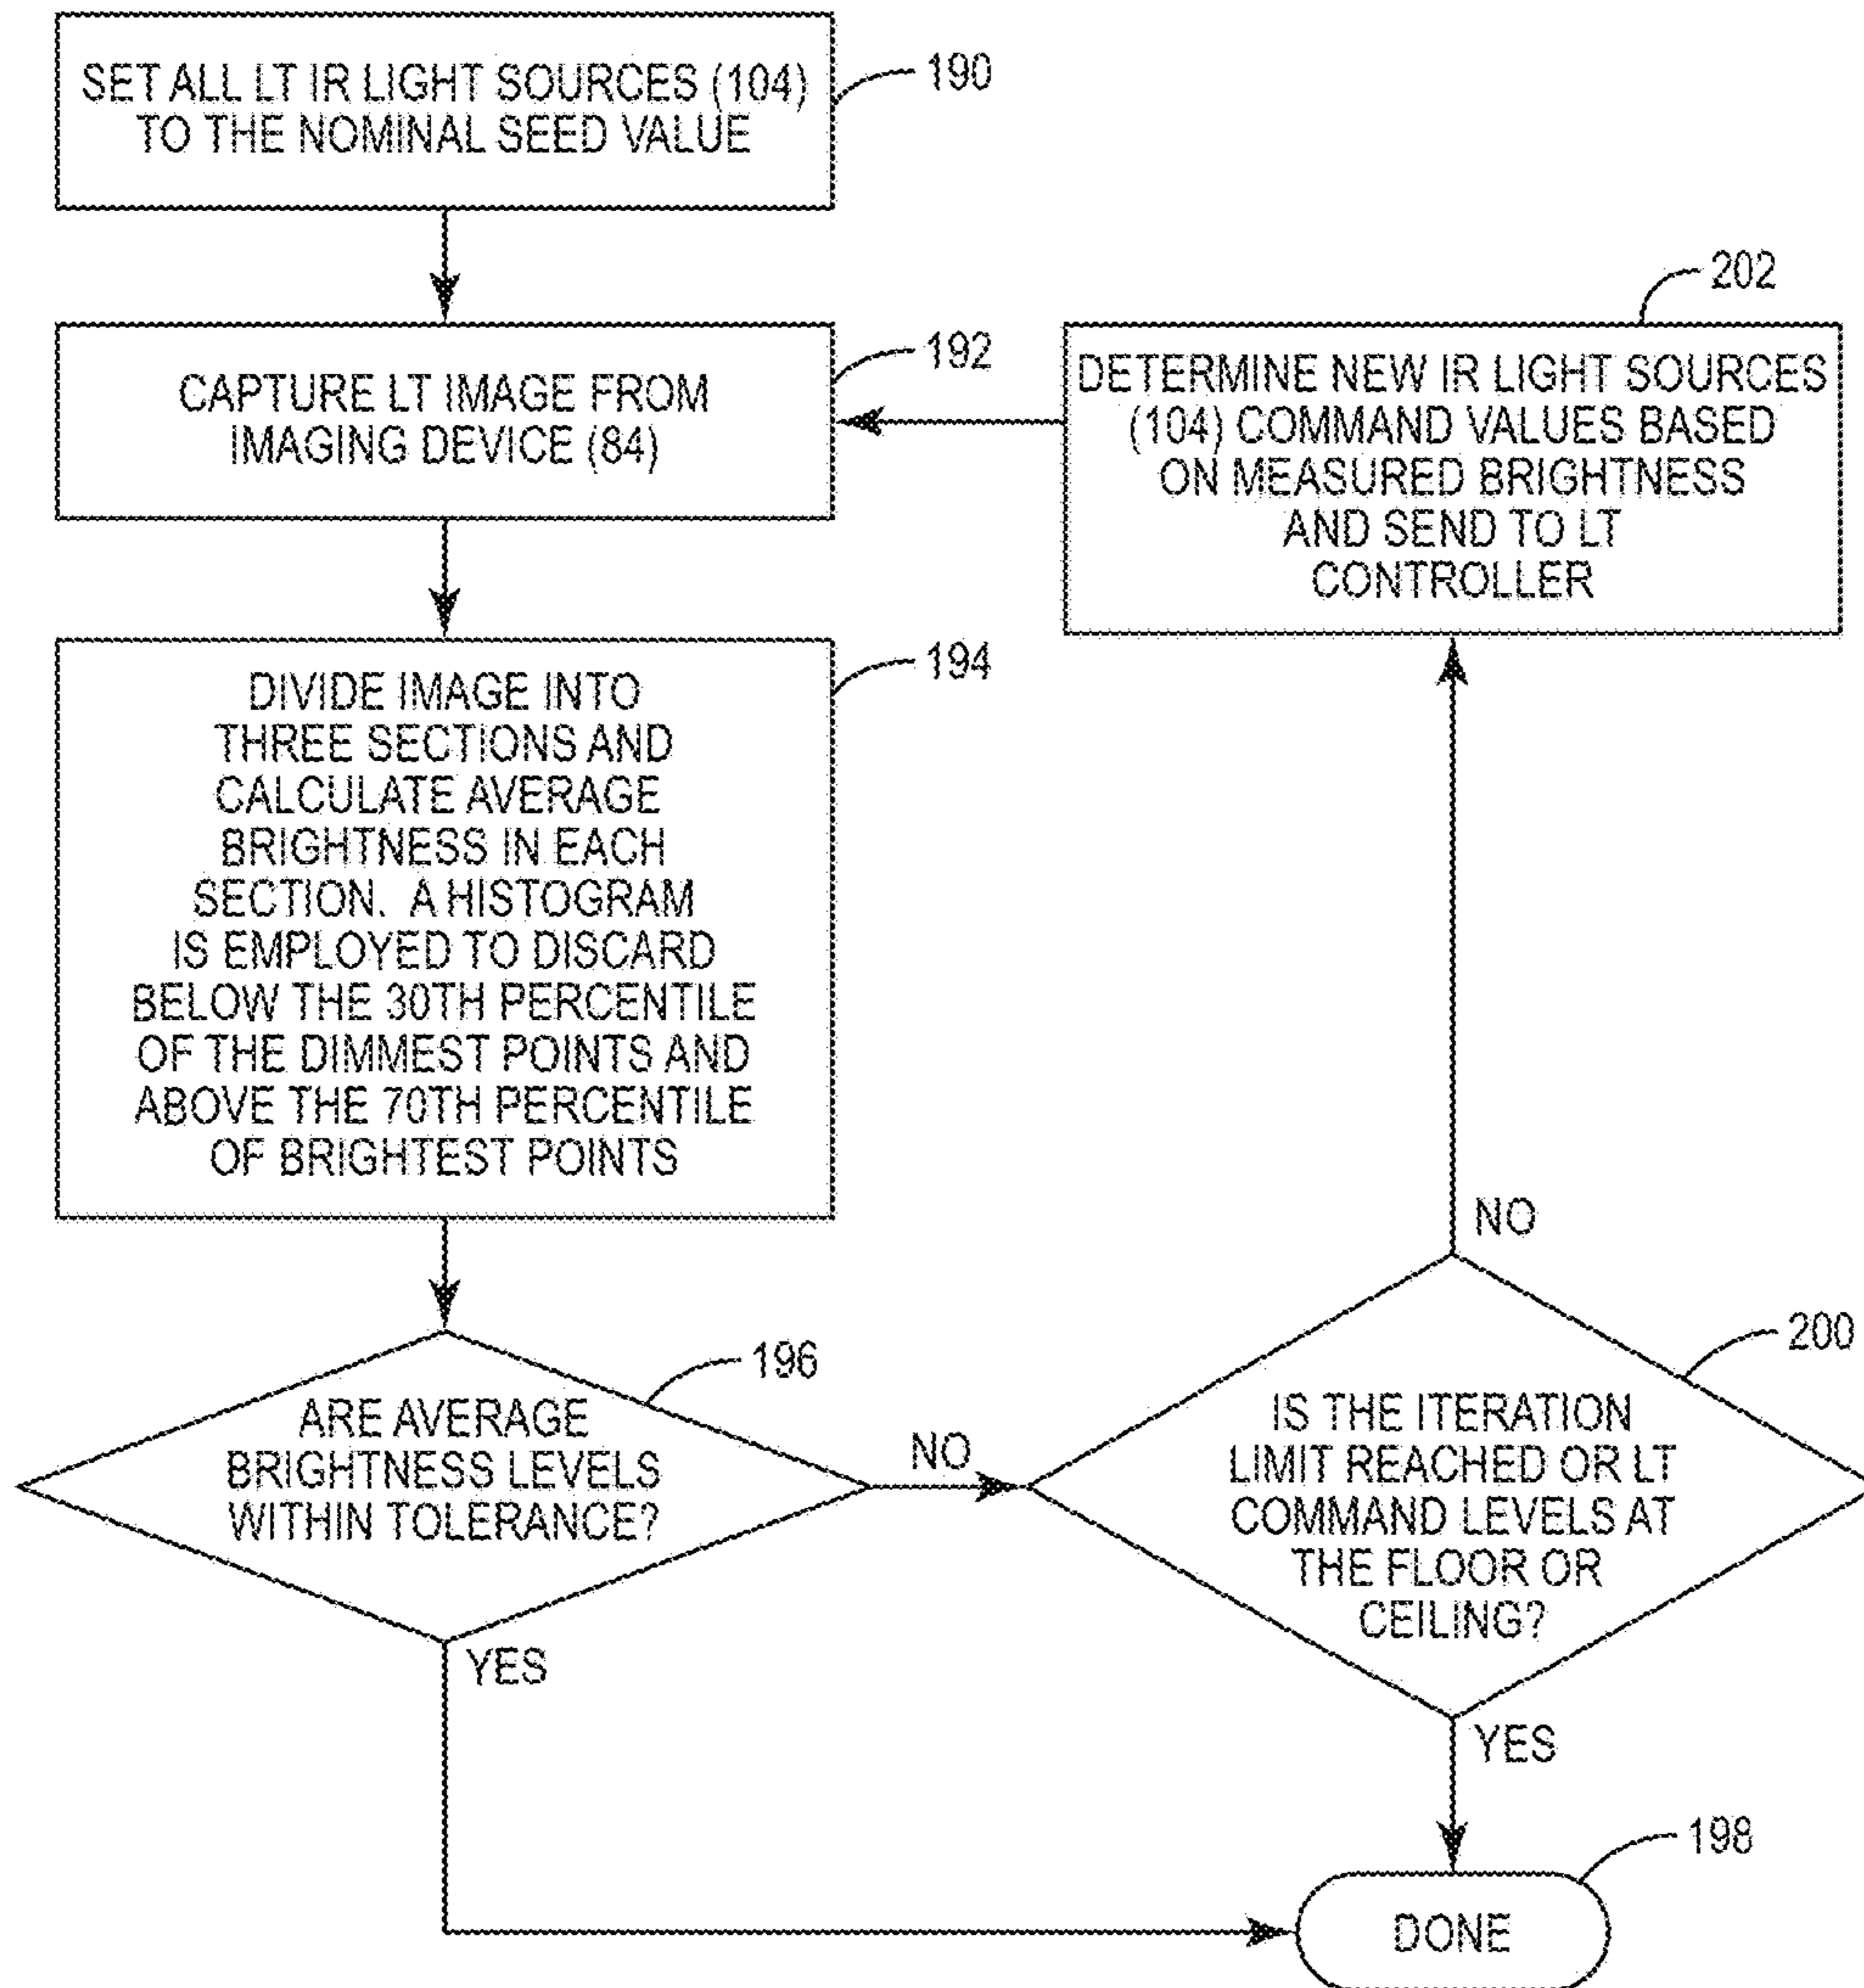 SET ALL LT IR LIGHT SOURCES (104)
TO THE NOMINAL SEED VALUE
190
CAPTURE LT IMAGE FROM
IMAGING DEVICE (84)
192
202
DETERMINE NEW IR LIGHT SOURCES
(104) COMMAND VALUES BASED
ON MEASURED BRIGHTNESS
AND SEND TO LT
CONTROLLER
194
DIVIDE IMAGE INTO
THREE SECTIONS AND
CALCULATE AVERAGE
BRIGHTNESS IN EACH
SECTION. A HISTOGRAM
IS EMPLOYED TO DISCARD
BELOW THE 30TH PERCENTILE
OF THE DIMMEST POINTS AND
ABOVE THE 70TH PERCENTILE
OF BRIGHTEST POINTS
196
ARE AVERAGE
BRIGHTNESS LEVELS
WITHIN TOLERANCE?
NO
YES
NO
200
IS THE ITERATION
LIMIT REACHED OR LT
COMMAND LEVELS AT
THE FLOOR OR
CEILING?
YES
198
DONE